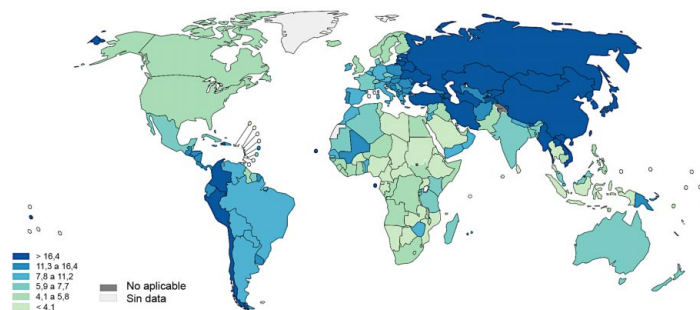 > 16,4
11,3 a 16,4
7,8 a 11,2
5,9 a 7,7
4,1 a 5,8
< 4,1
No aplicable
Sin data